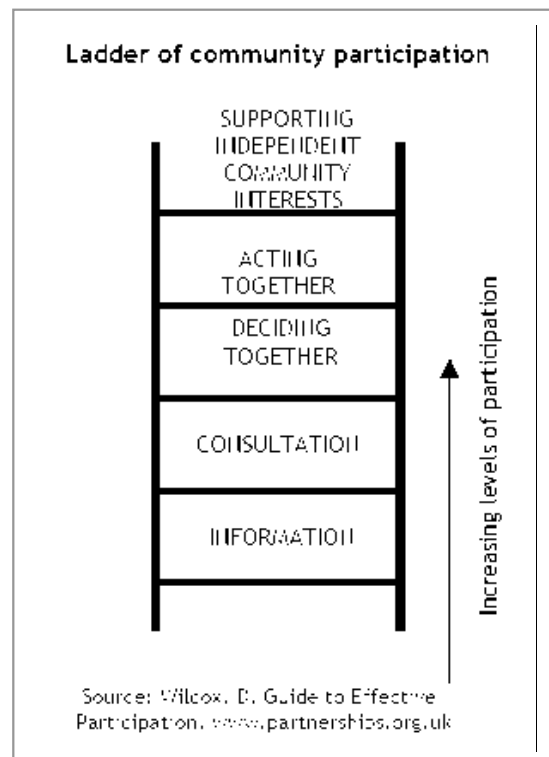 Ladder of community participation
SUPPORTING
INDEPENDENT
COMMUNITY
INTERESTS
ACTING
TOGETHER
DECIDING
TOGETHER
CONSULTATION
INFORMATION
Increasing levels of participation
Source: Wilcox, D. Guide to Effective
Participation. www.partnerships.org.uk